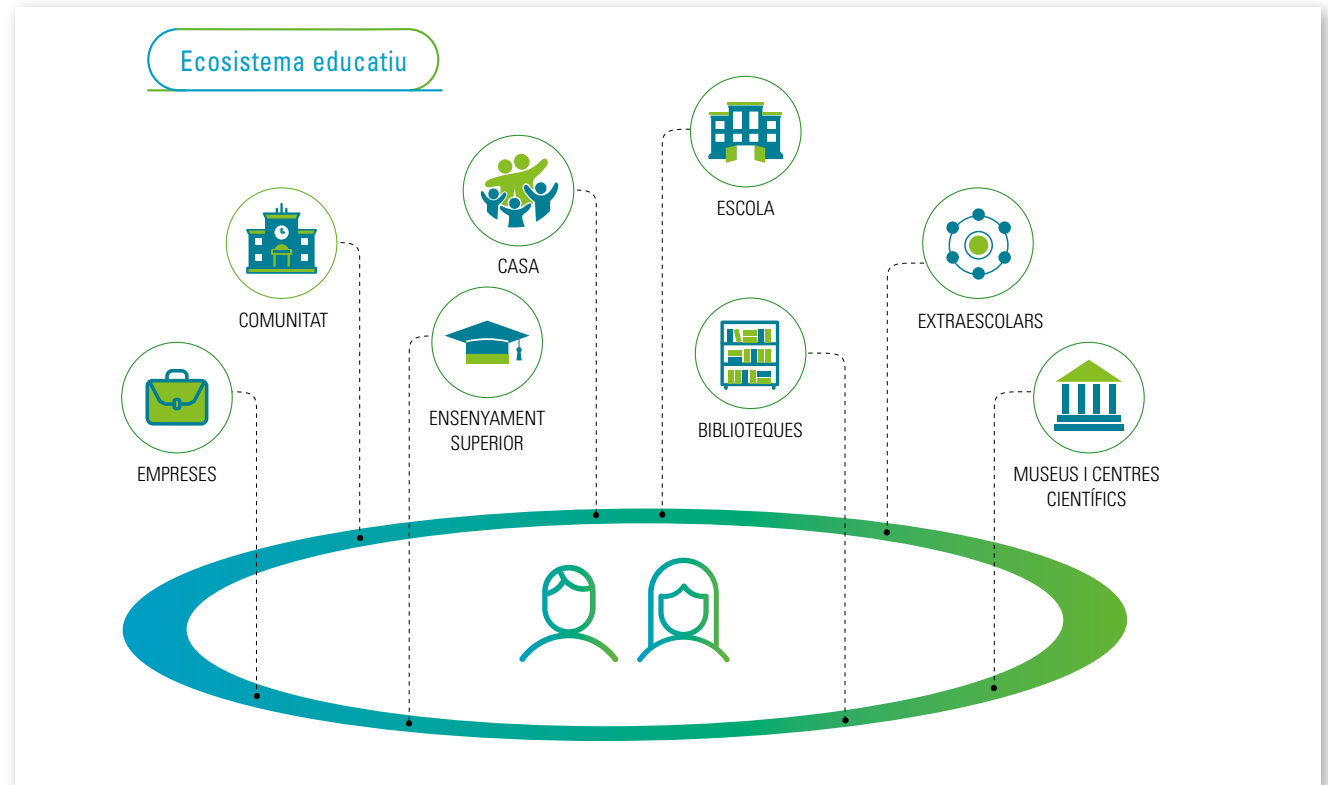 Ecosistema educatiu
ESCOLA
CASA
COMUNITAT
EXTRAESCOLARS
ENSENYAMENT
SUPERIOR
BIBLIOTEQUES
EMPRESES
MUSEUS I CENTRES
CIENTÍFICS